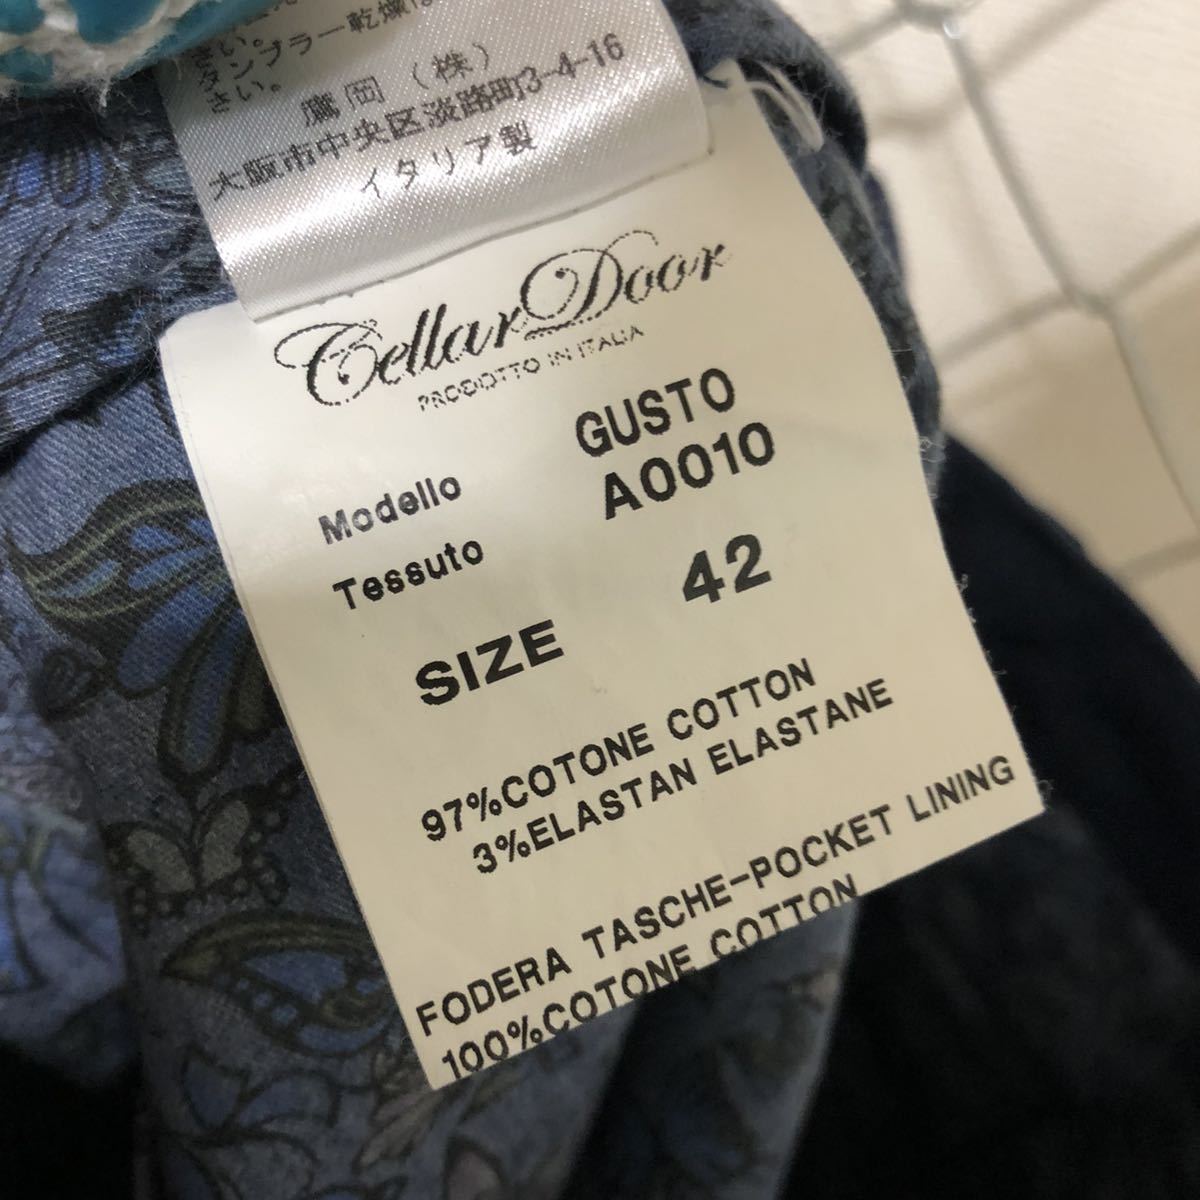 い。
ンブラー乾燥は
さい。
鷹岡(株)
大阪市中央区淡路町3-4-16
イタリア製
Cellar Door
PRODOTTO IN ITALIA
Modello GUSTO
Tessuto A0010
SIZE 42
97%COTONE COTTON
3%ELASTAN ELASTANE
FODERA TASCHE-POCKET LINING
100%COTONE COTTON